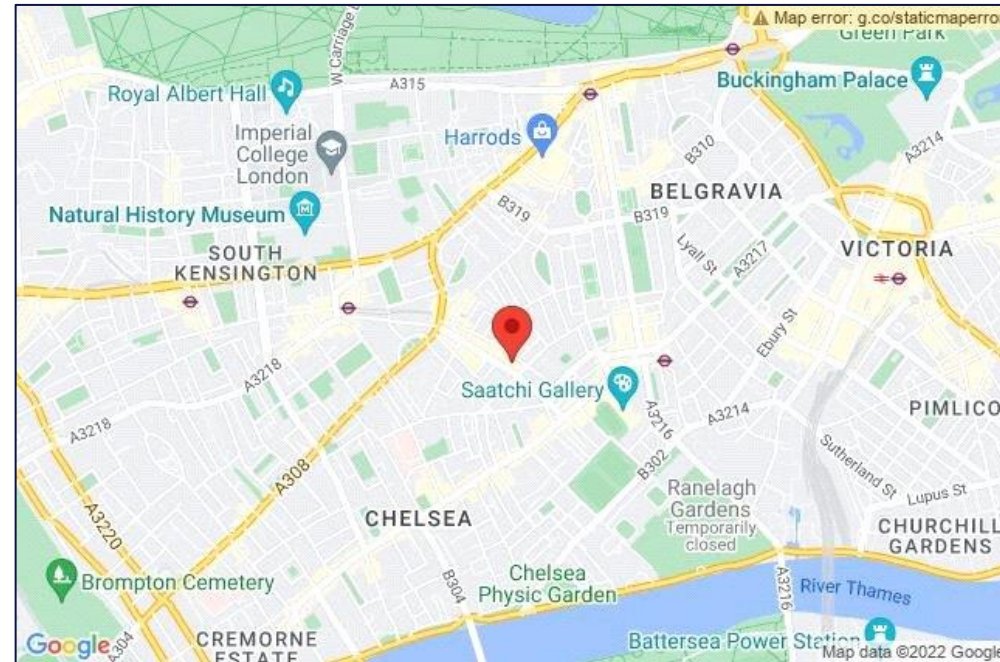 Map error: g.co/staticmaperro
Green Park
W Carriage
Royal Albert Hall
A315
Buckingham Palace
Imperial
College
London
Harrods
B310
A3214
BELGRAVIA
Natural History Museum
B319
B319
SOUTH
KENSINGTON
Lyall St
A3217
VICTORIA
Ebury St
A3218
Saatchi Gallery
A3218
A3216
A3214
PIMLICO
A308
B302
Sutherland St
Ranelagh
Gardens
Temporarily
closed
Lupus St
A3220
CHELSEA
CHURCHILL
GARDENS
Brompton Cemetery
B304
Chelsea
Physic Garden
A3216
River Thames
Google
A304
CREMORNE
ESTATE
Battersea Power Station
Map data ©2022 Google